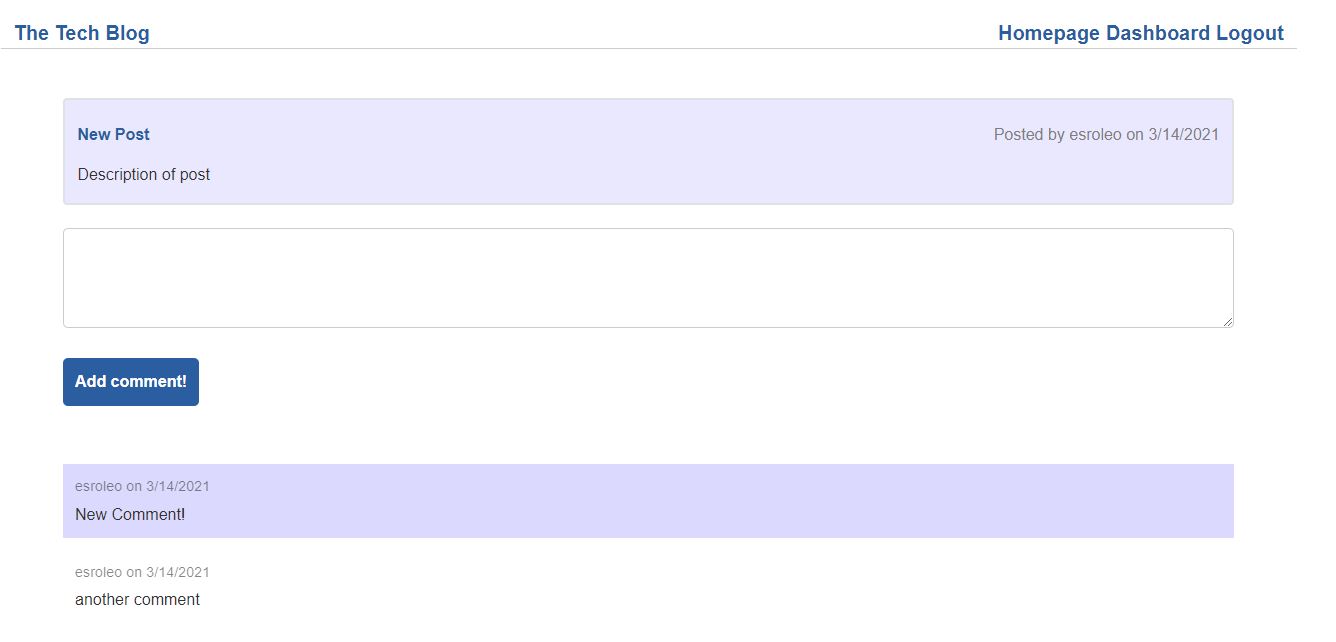 The Tech Blog
Homepage Dashboard Logout
New Post
Posted by esroleo on 3/14/2021
Description of post
Add comment!
esroleo on 3/14/2021
New Comment!
esroleo on 3/14/2021
another comment